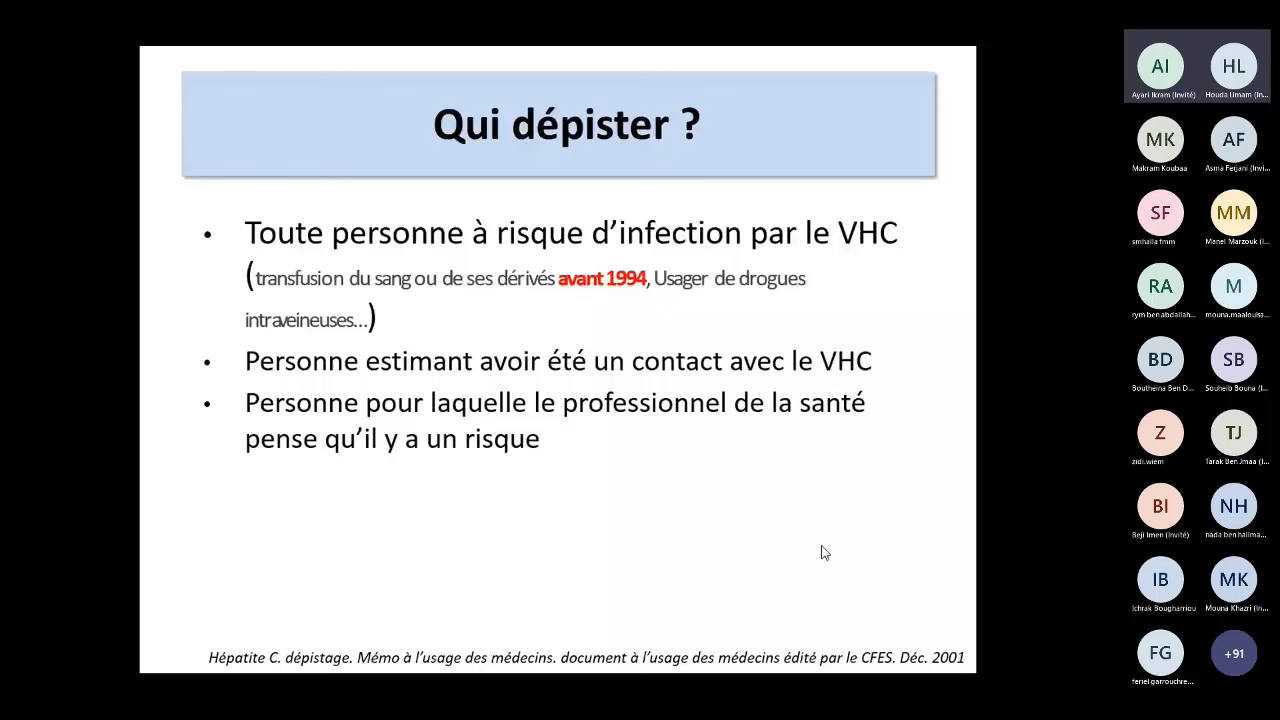 Qui dépister ?
• Toute personne à risque d’infection par le VHC
(transfusion du sang ou de ses dérivés avant 1994, Usager de drogues
intraveineuses...)
• Personne estimant avoir été un contact avec le VHC
• Personne pour laquelle le professionnel de la santé
pense qu’il y a un risque
Hépatite C. dépistage. Mémo à l’usage des médecins. document à l’usage des médecins édité par le CFES. Déc. 2001
AI
HL
Ayari Ikram (Invité)
Houda Limam (In...
MK
AF
Makram Koubaa
Asma Ferjani (Invi...
SF
MM
smhalla fmm
Manel Marzouk (I...
RA
M
rym ben abdallah...
mouna.maaloulsa...
BD
SB
Boutheina Ben D...
Souheib Bouna (I...
Z
TJ
zidi.wiem
Tarak Ben Jmaa (I...
BI
NH
Beji Imen (Invité)
nada ben halima...
IB
MK
Ichrak Bougharriou
Mouna Khazri (In...
FG
+91
feriel garrouchre...